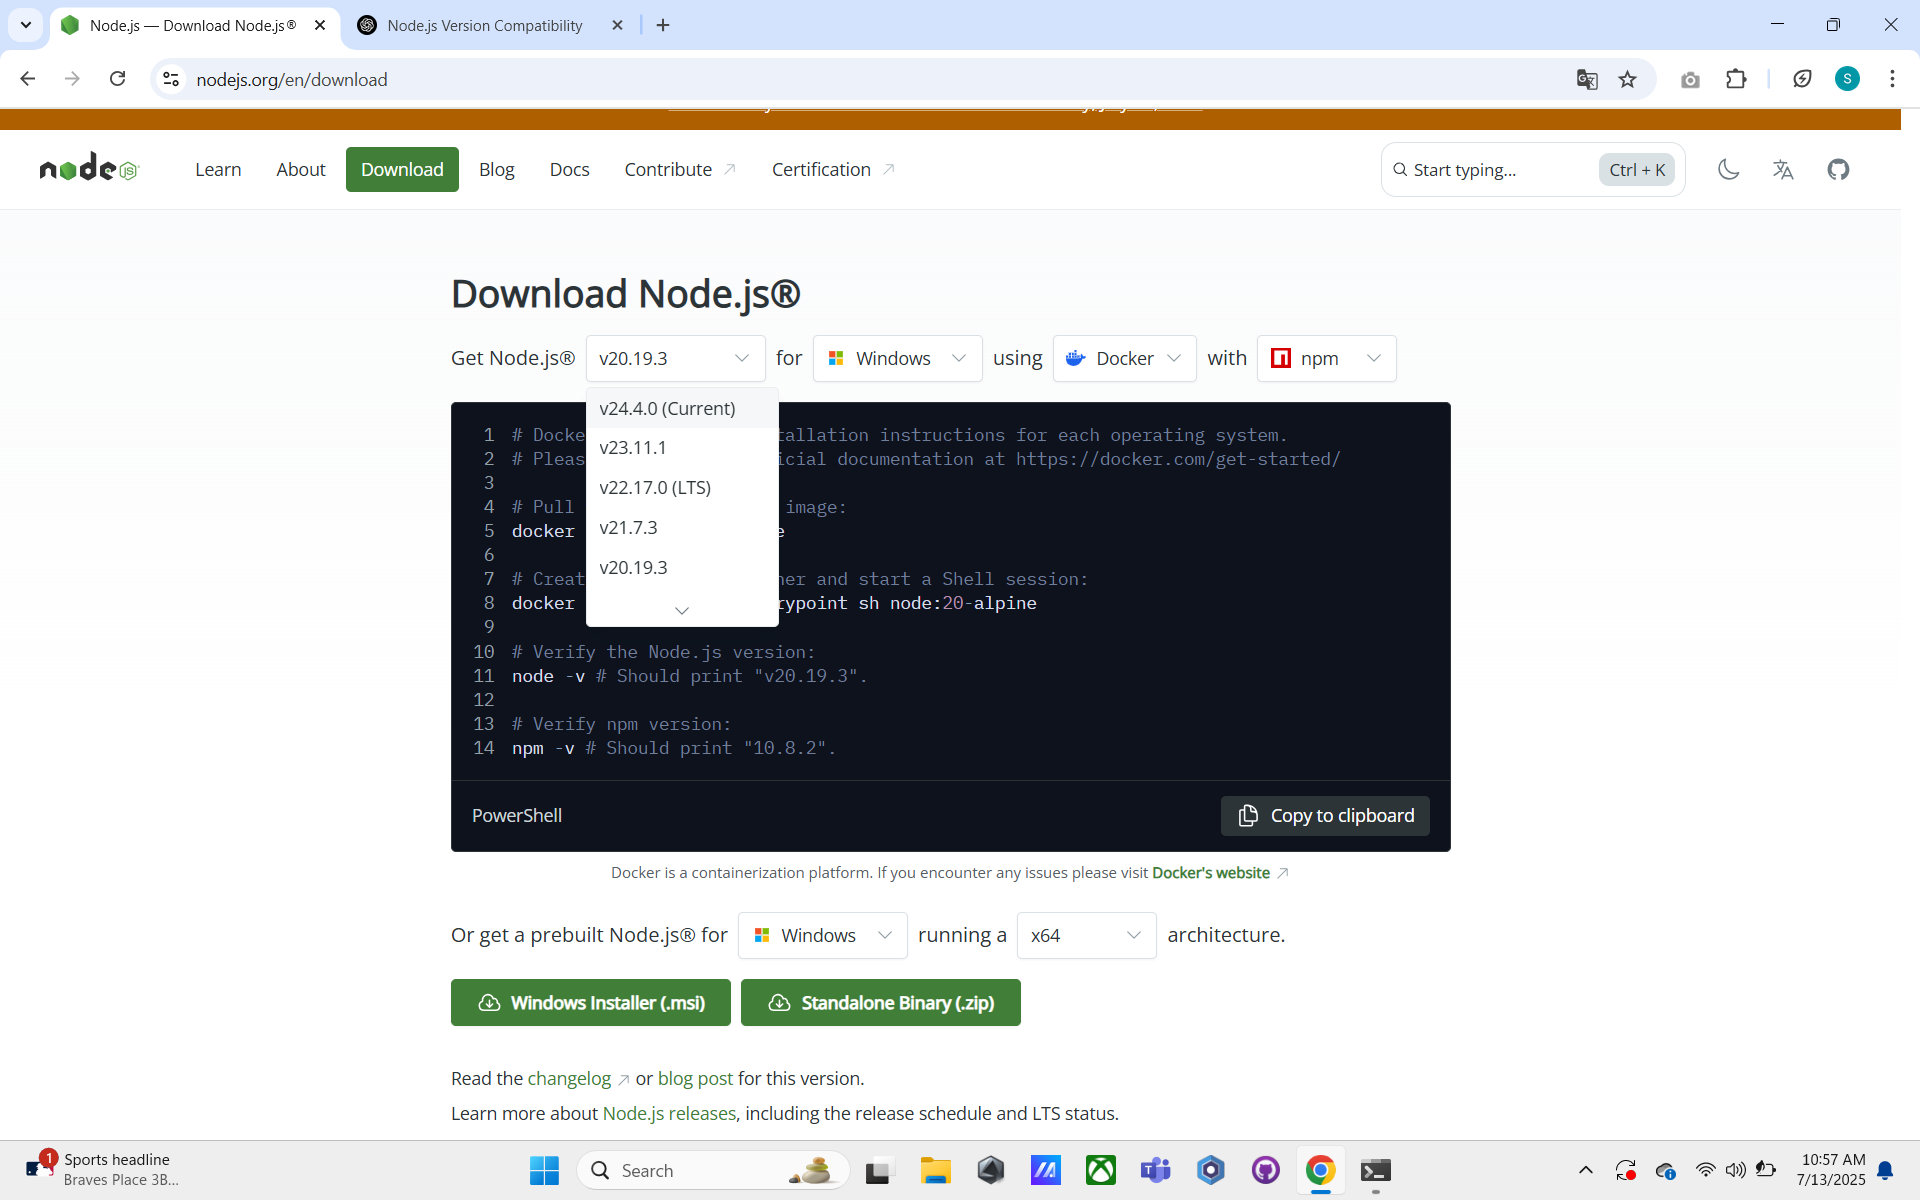 Node.js — Download Node.js®
Node.js Version Compatibility
nodejs.org/en/download
S
node JS
Learn
About
Download
Blog
Docs
Contribute
Certification
Start typing...
Ctrl + K
Download Node.js®
Get Node.js® v20.19.3 for Windows using Docker with npm
v24.4.0 (Current)
v23.11.1
v22.17.0 (LTS)
v21.7.3
v20.19.3
1 # Docke tallation instructions for each operating system.
2 # Pleas icial documentation at https://docker.com/get-started/
3
4 # Pull image:
5 docker e
6
7 # Creat ner and start a Shell session:
8 docker rypoint sh node:20-alpine
9
10 # Verify the Node.js version:
11 node -v # Should print "v20.19.3".
12
13 # Verify npm version:
14 npm -v # Should print "10.8.2".
PowerShell
Copy to clipboard
Docker is a containerization platform. If you encounter any issues please visit Docker's website
Or get a prebuilt Node.js® for Windows running a x64 architecture.
Windows Installer (.msi)
Standalone Binary (.zip)
Read the changelog or blog post for this version.
Learn more about Node.js releases, including the release schedule and LTS status.
1
Sports headline
Braves Place 3B...
Search
10:57 AM
7/13/2025